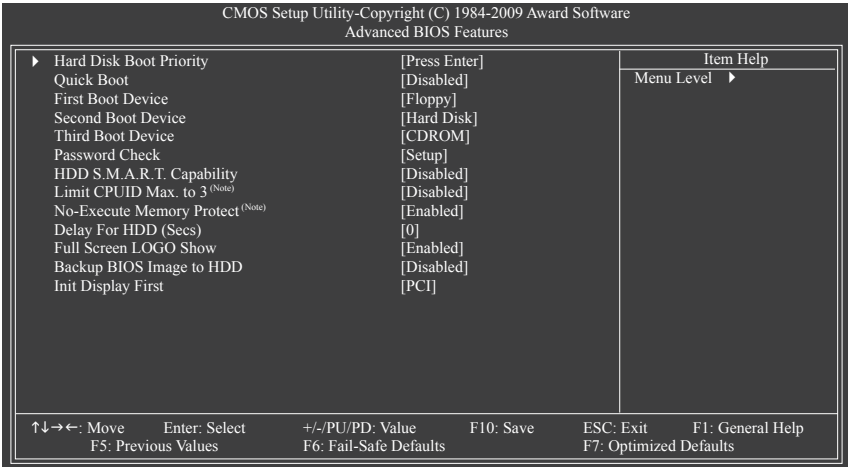 CMOS Setup Utility-Copyright (C) 1984-2009 Award Software
Advanced BIOS Features
Item Help
▶ Hard Disk Boot Priority [Press Enter]
Menu Level ▶
Quick Boot [Disabled]
First Boot Device [Floppy]
Second Boot Device [Hard Disk]
Third Boot Device [CDROM]
Password Check [Setup]
HDD S.M.A.R.T. Capability [Disabled]
Limit CPUID Max. to 3 (Note) [Disabled]
No-Execute Memory Protect (Note) [Enabled]
Delay For HDD (Secs) [0]
Full Screen LOGO Show [Enabled]
Backup BIOS Image to HDD [Disabled]
Init Display First [PCI]
↑↓→←: Move Enter: Select +/-/PU/PD: Value F10: Save ESC: Exit F1: General Help
F5: Previous Values F6: Fail-Safe Defaults F7: Optimized Defaults